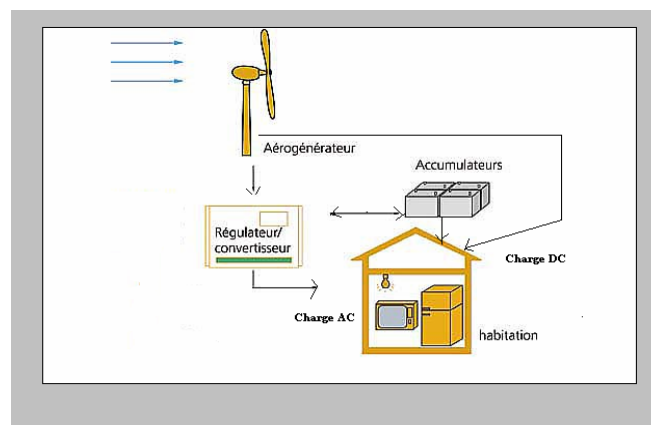 Aérogénérateur
Accumulateurs
Régulateur/
convertisseur
Charge DC
Charge AC
habitation